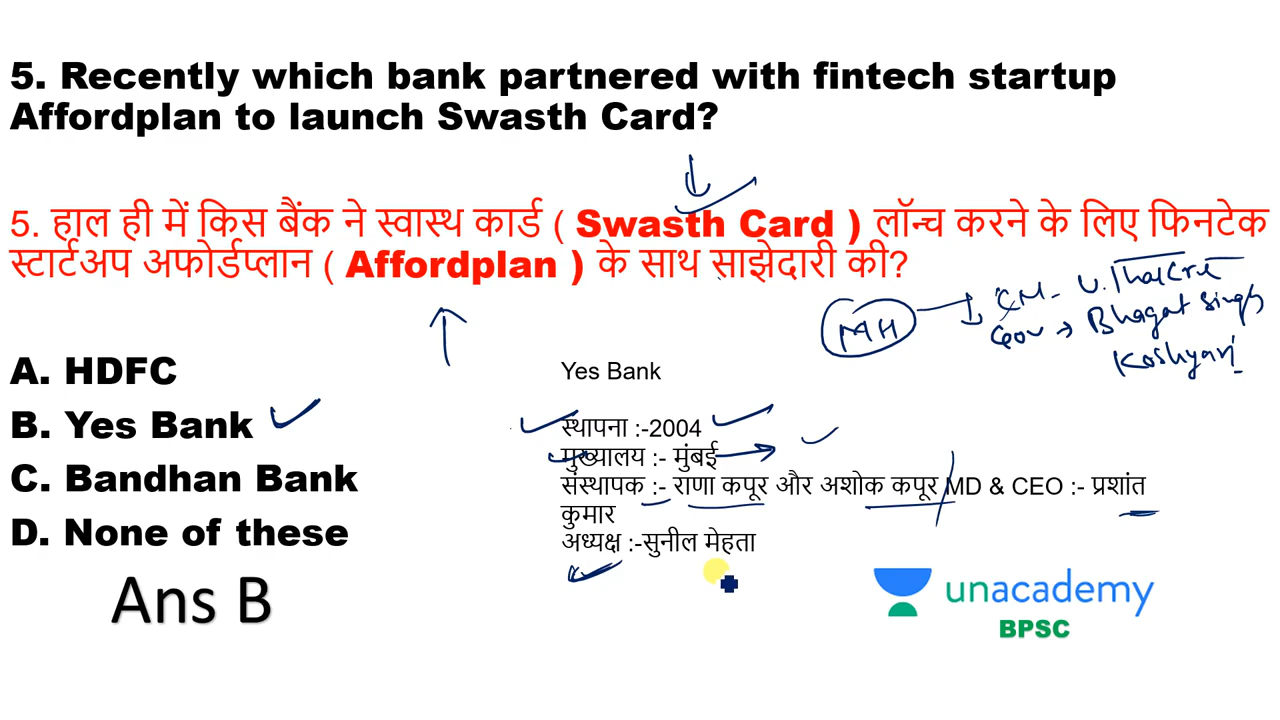 5. Recently which bank partnered with fintech startup
Affordplan to launch Swasth Card?
5. हाल ही में किस बैंक ने स्वास्थ कार्ड ( Swasth Card ) लॉन्च करने के लिए फिनटेक
स्टार्टअप अफोर्डप्लान ( Affordplan ) के साथ साझेदारी की?
MH
CM - U. Thakre
Gov → Bhagat Singh
Koshyari
A. HDFC
B. Yes Bank
C. Bandhan Bank
D. None of these
Ans B
Yes Bank
स्थापना :-2004
मुख्यालय :- मुंबई
संस्थापक :- राणा कपूर और अशोक कपूर MD & CEO :- प्रशांत
कुमार
अध्यक्ष :-सुनील मेहता
unacademy
BPSC